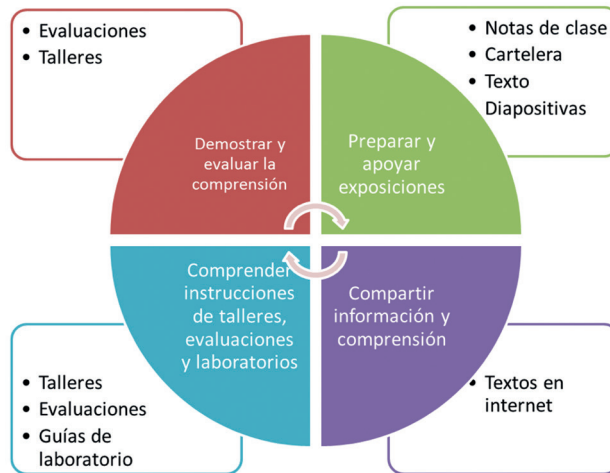 • Evaluaciones
• Talleres
• Notas de clase
• Cartelera
• Texto
Diapositivas
Demostrar y
evaluar la
comprensión
Preparar y
apoyar
exposiciones
Comprender
instrucciones
de talleres,
evaluaciones
y laboratorios
Compartir
información y
comprensión
• Talleres
• Evaluaciones
• Guías de
laboratorio
• Textos en
internet